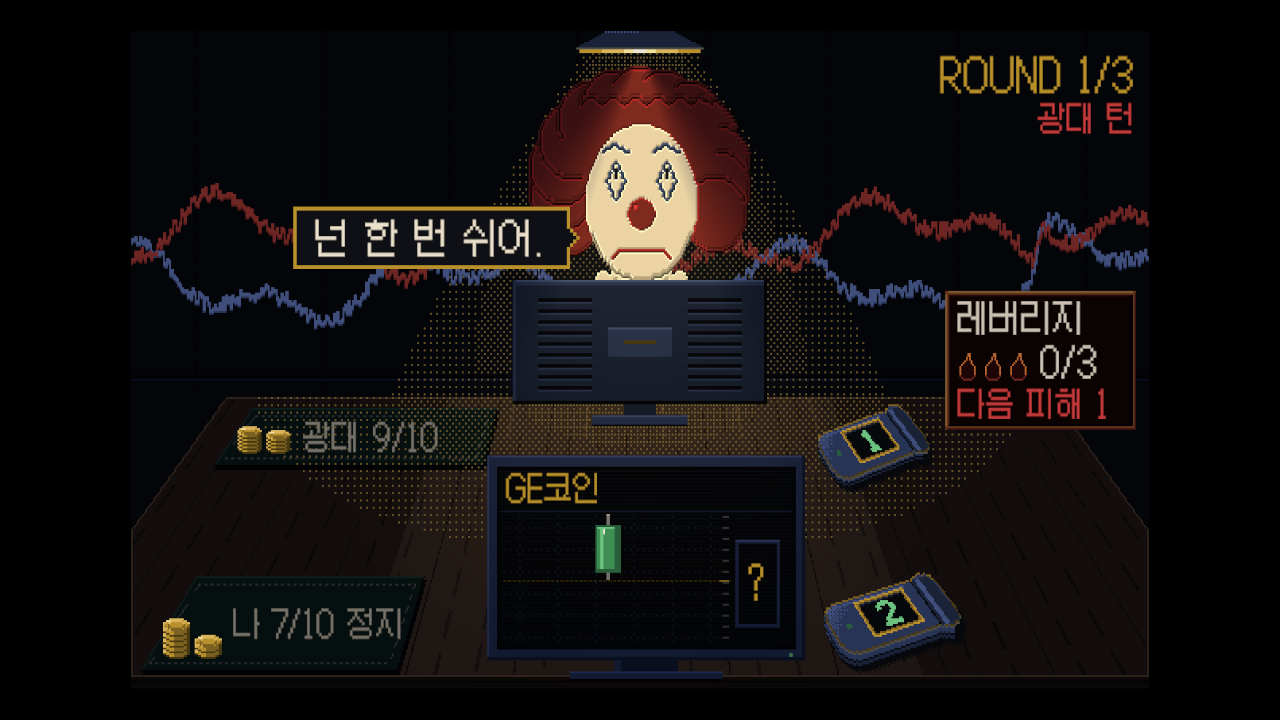 ROUND 1/3
광대 턴
넌 한 번 쉬어.
레버리지
0/3
다음 피해 1
광대 9/10
1
GE코인
?
나 7/10 정지
2